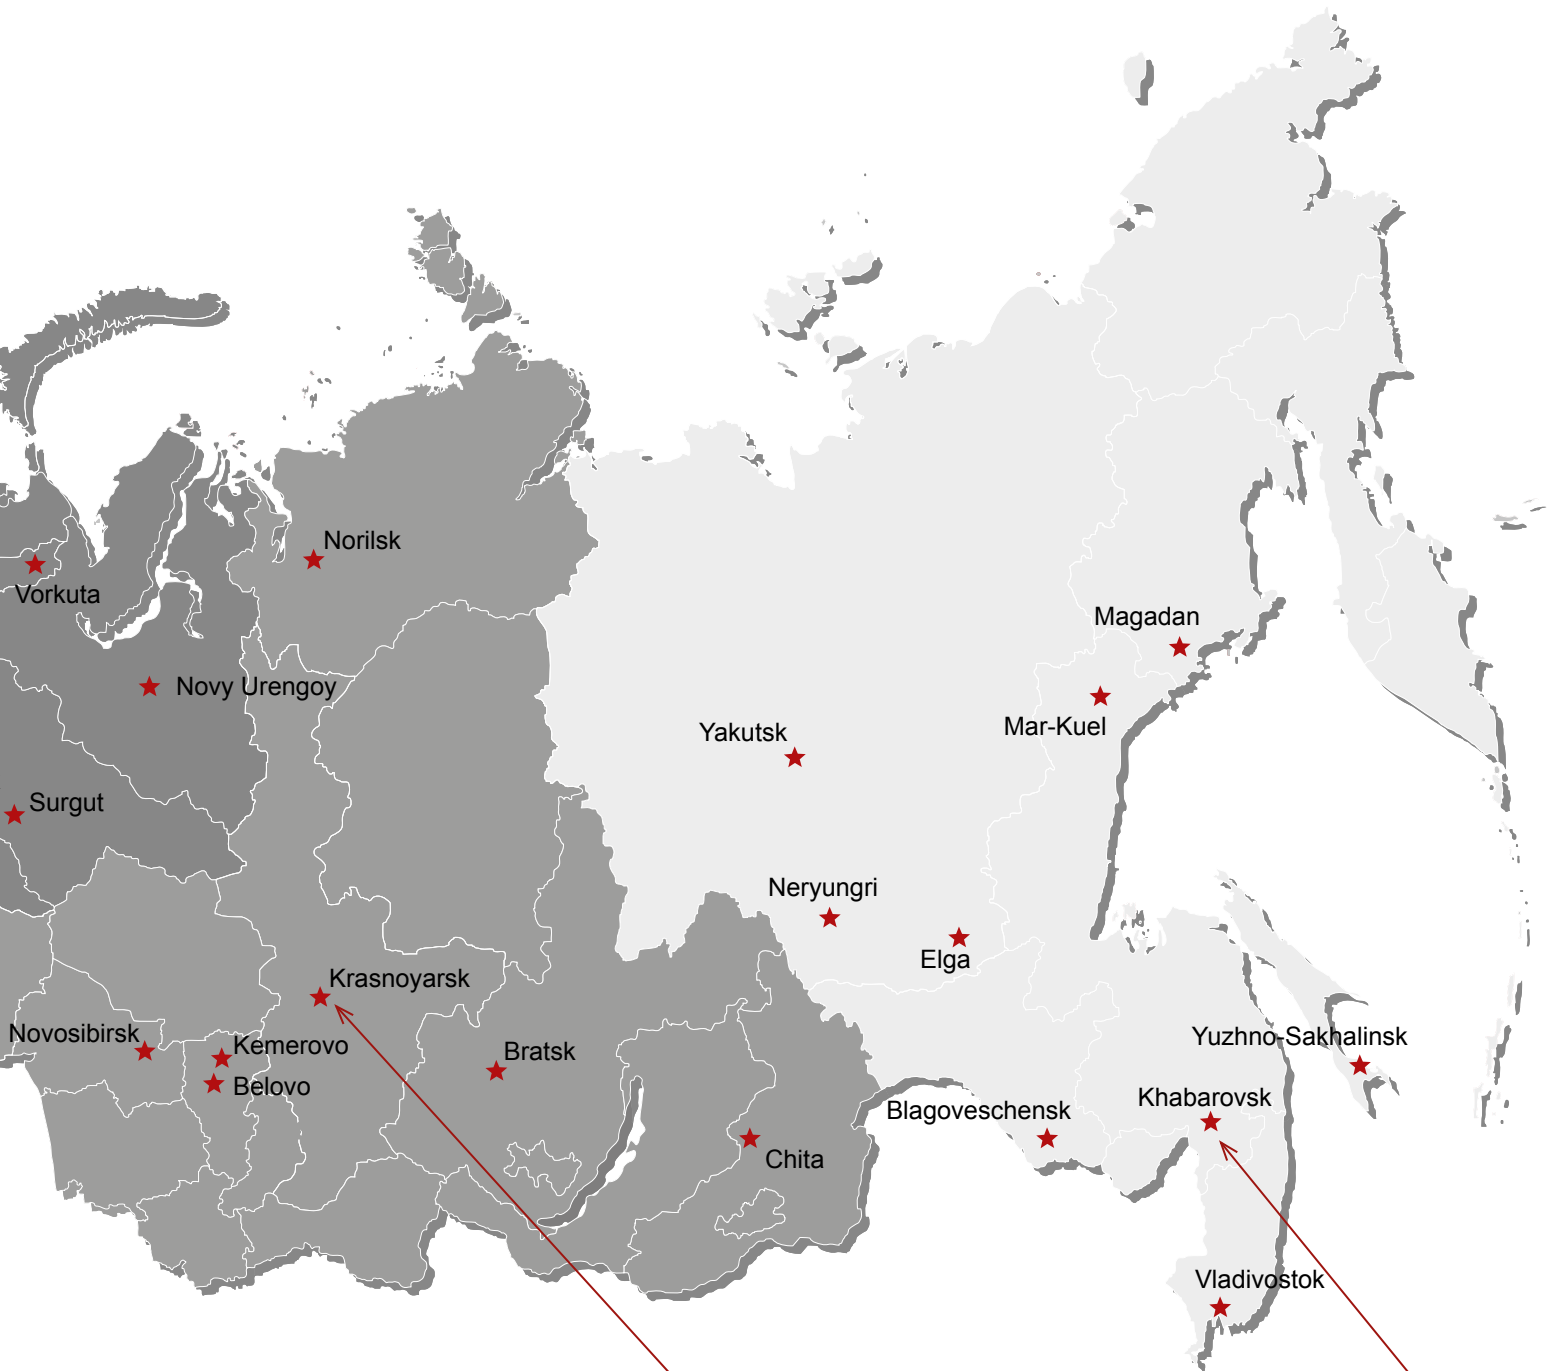 Norilsk
Vorkuta
Magadan
Novy Urengoy
Mar-Kuel
Yakutsk
Surgut
Neryungri
Elga
Krasnoyarsk
Novosibirsk
Kemerovo
Yuzhno-Sakhalinsk
Bratsk
Belovo
Khabarovsk
Blagoveschensk
Chita
Vladivostok